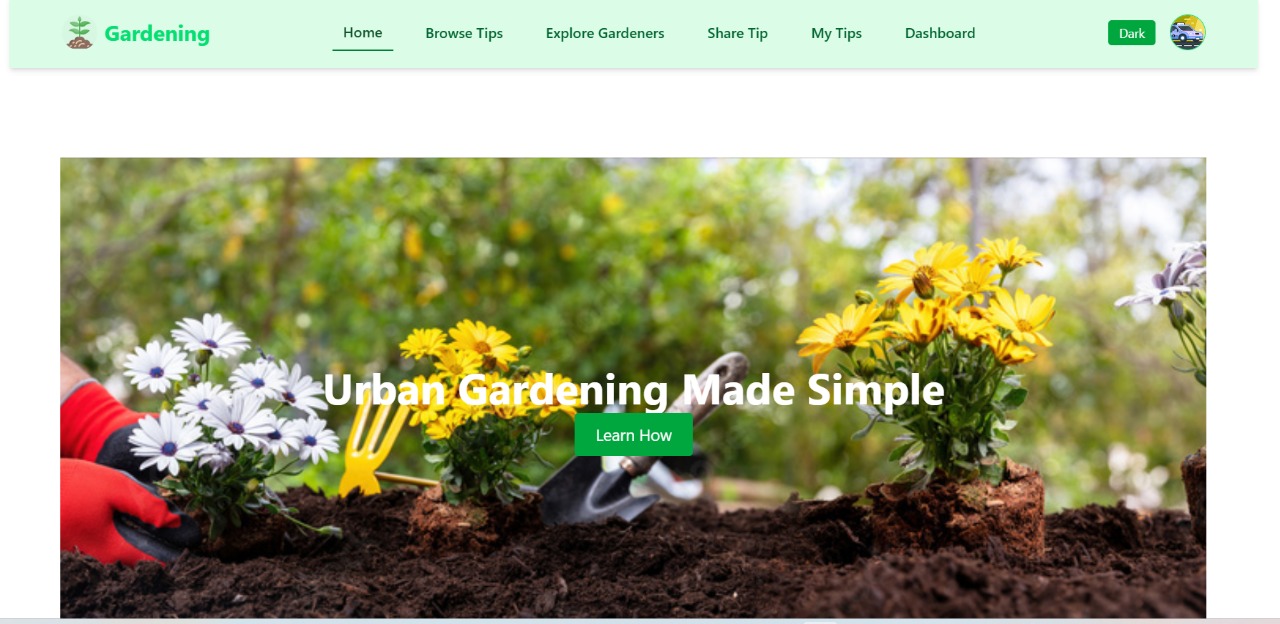 Gardening
Home
Browse Tips
Explore Gardeners
Share Tip
My Tips
Dashboard
Dark
Urban Gardening Made Simple
Learn How